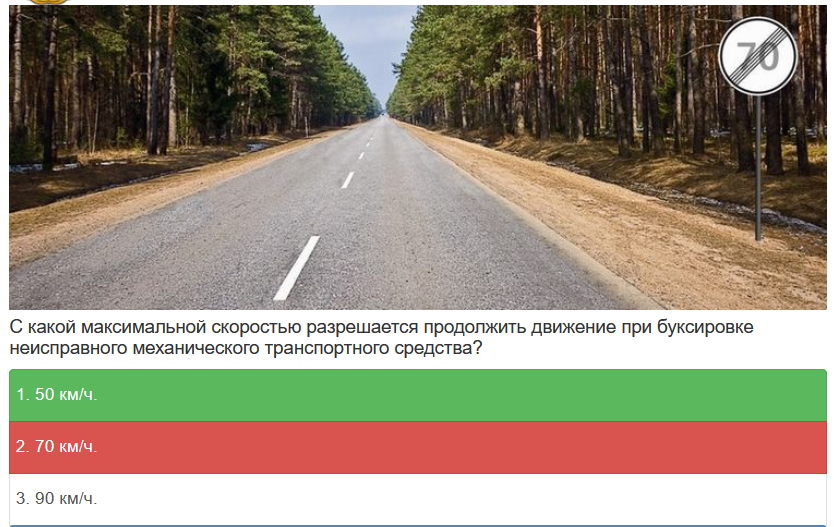 70
С какой максимальной скоростью разрешается продолжить движение при буксировке
неисправного механического транспортного средства?
1. 50 км/ч.
2. 70 км/ч.
3. 90 км/ч.